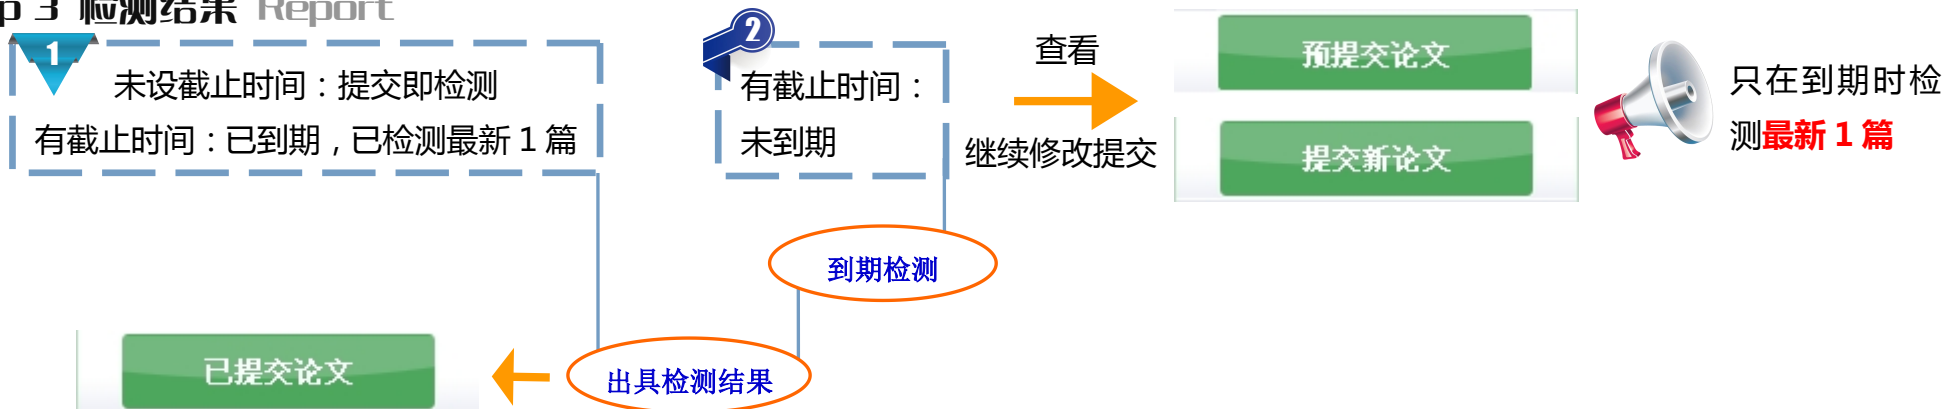 p 3 检测结果 Report
1
未设截止时间：提交即检测
有截止时间：已到期，已检测最新 1 篇
2
有截止时间：
未到期
查看
继续修改提交
预提交论文
提交新论文
只在到期时检
测最新 1 篇
到期检测
出具检测结果
已提交论文